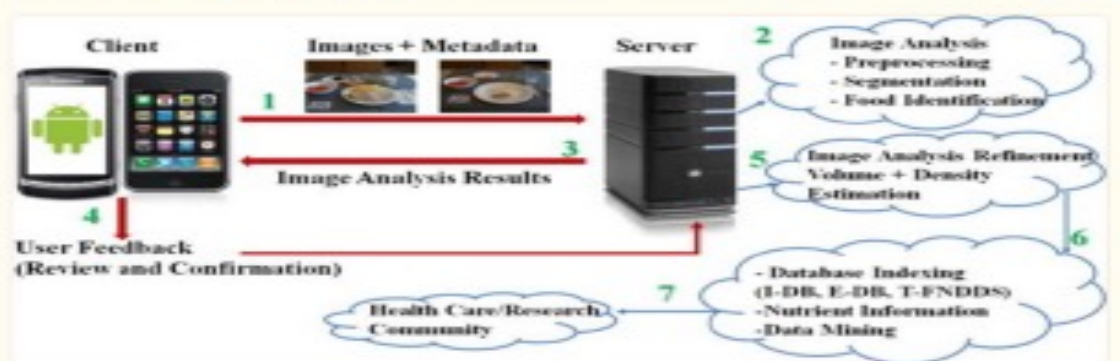 Client
Images + Metadata
Server
2
Image Analysis
- Preprocessing
- Segmentation
- Food Identification
1
3
Image Analysis Results
4
User Feedback
(Review and Confirmation)
5
Image Analysis Refinement
Volume + Density
Estimation
6
- Database Indexing
(I-DB, E-DB, T-FNDDS)
-Nutrient Information
-Data Mining
7
Health Care/Research
Community